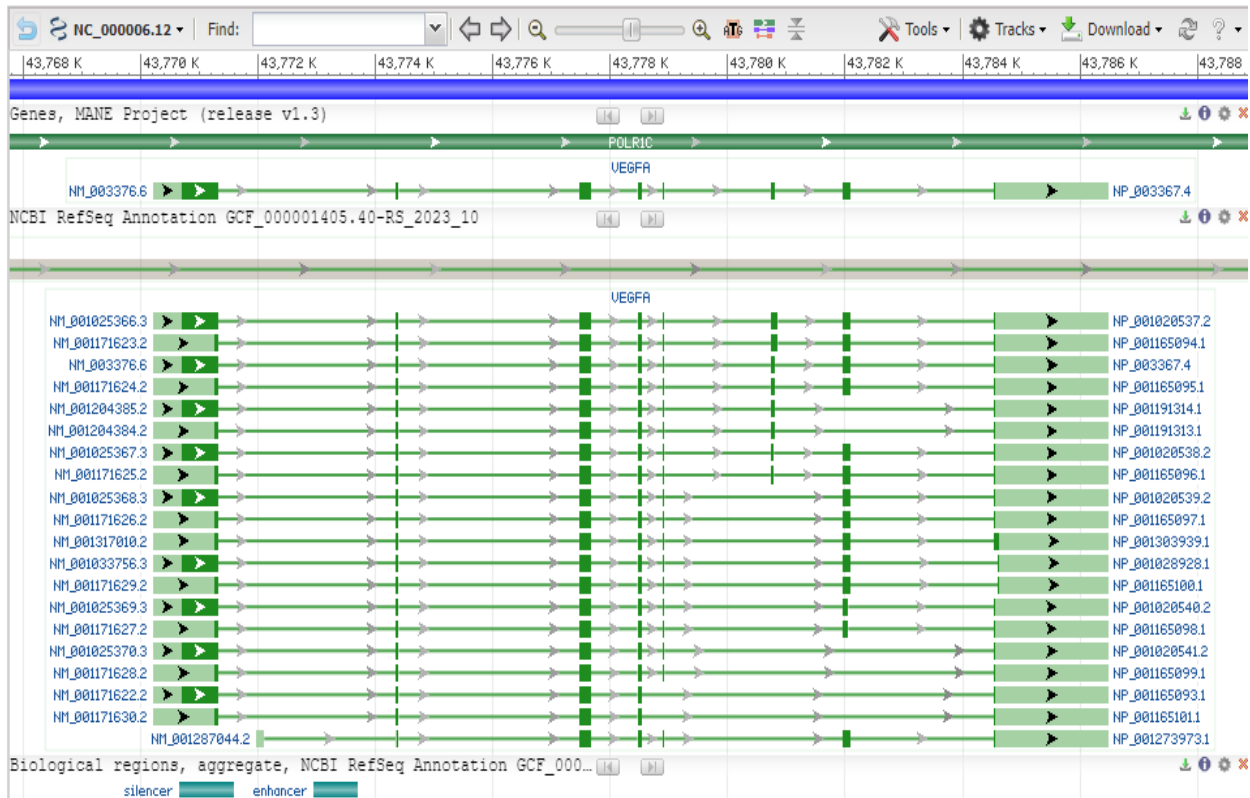 NC_000006.12 Find: ATG Tools Tracks Download ?
43,768 K 43,770 K 43,772 K 43,774 K 43,776 K 43,778 K 43,780 K 43,782 K 43,784 K 43,786 K 43,788
Genes, MANE Project (release v1.3)
POLR1C
VEGFA
NM_003376.6 NP_003367.4
NCBI RefSeq Annotation GCF_000001405.40-RS_2023_10
VEGFA
NM_001025366.3 NP_001020537.2
NM_001171623.2 NP_001165094.1
NM_003376.6 NP_003367.4
NM_001171624.2 NP_001165095.1
NM_001204385.2 NP_001191314.1
NM_001204384.2 NP_001191313.1
NM_001025367.3 NP_001020538.2
NM_001171625.2 NP_001165096.1
NM_001025368.3 NP_001020539.2
NM_001171626.2 NP_001165097.1
NM_001317010.2 NP_001303939.1
NM_001033756.3 NP_001028928.1
NM_001171629.2 NP_001165100.1
NM_001025369.3 NP_001020540.2
NM_001171627.2 NP_001165098.1
NM_001025370.3 NP_001020541.2
NM_001171628.2 NP_001165099.1
NM_001171622.2 NP_001165093.1
NM_001171630.2 NP_001165101.1
NM_001287044.2 NP_001273973.1
Biological regions, aggregate, NCBI RefSeq Annotation GCF_000...
silencer enhancer